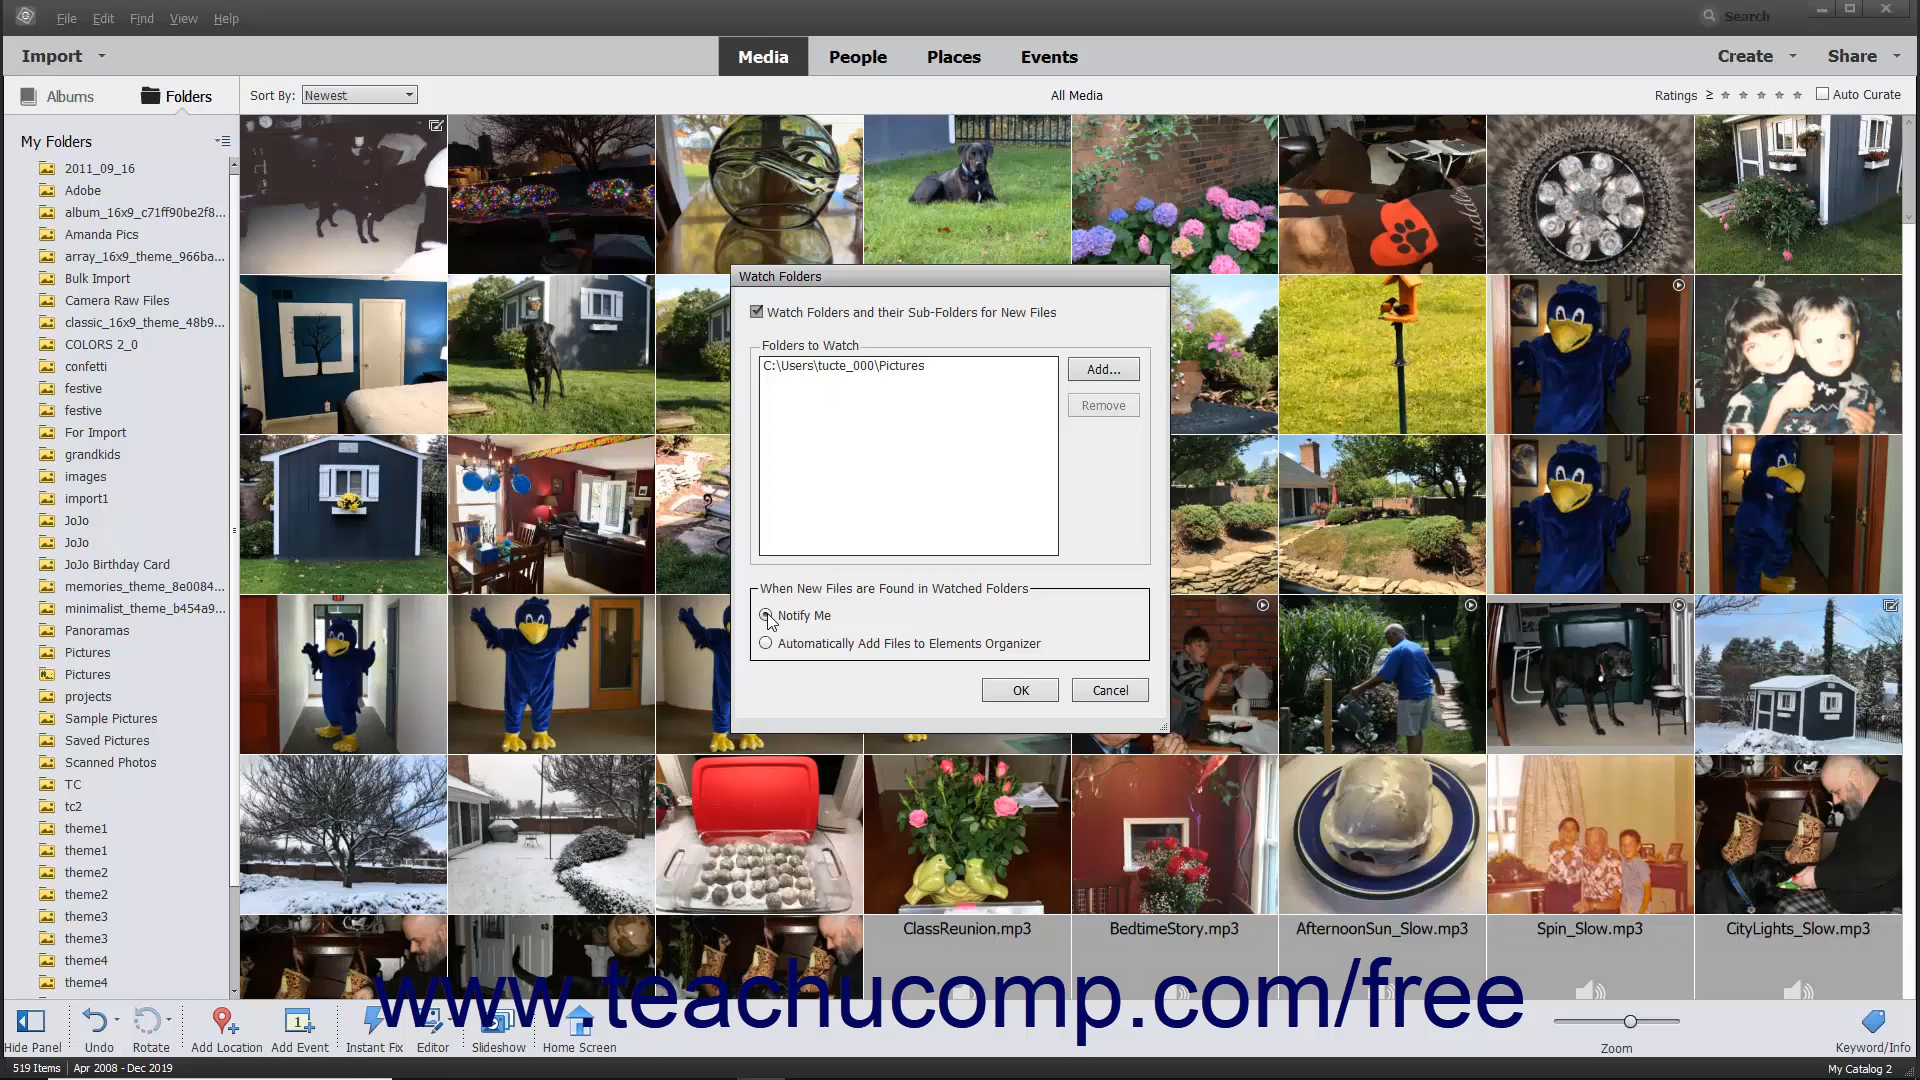 File Edit Find View Help
Search
Import
Media People Places Events
Create Share
Albums Folders
Sort By: Newest
All Media
Ratings ≥ Auto Curate
My Folders
2011_09_16
Adobe
album_16x9_c71ff90be2f8...
Amanda Pics
array_16x9_theme_966ba...
Bulk Import
Camera Raw Files
classic_16x9_theme_48b9...
COLORS 2_0
confetti
festive
festive
For Import
grandkids
images
import1
JoJo
JoJo
JoJo Birthday Card
memories_theme_8e0084...
minimalist_theme_b454a9...
Panoramas
Pictures
Pictures
projects
Sample Pictures
Saved Pictures
Scanned Photos
TC
tc2
theme1
theme1
theme2
theme2
theme3
theme3
theme4
theme4
cuddly
Watch Folders
Watch Folders and their Sub-Folders for New Files
Folders to Watch
C:\Users\tucte_000\Pictures
Add...
Remove
When New Files are Found in Watched Folders
Notify Me
Automatically Add Files to Elements Organizer
OK Cancel
ClassReunion.mp3
BedtimeStory.mp3
AfternoonSun_Slow.mp3
Spin_Slow.mp3
CityLights_Slow.mp3
www.teachucomp.com/free
Hide Panel
Undo
Rotate
Add Location
Add Event
Instant Fix
Editor
Slideshow
Home Screen
Zoom
Keyword/Info
519 Items Apr 2008 - Dec 2019
My Catalog 2